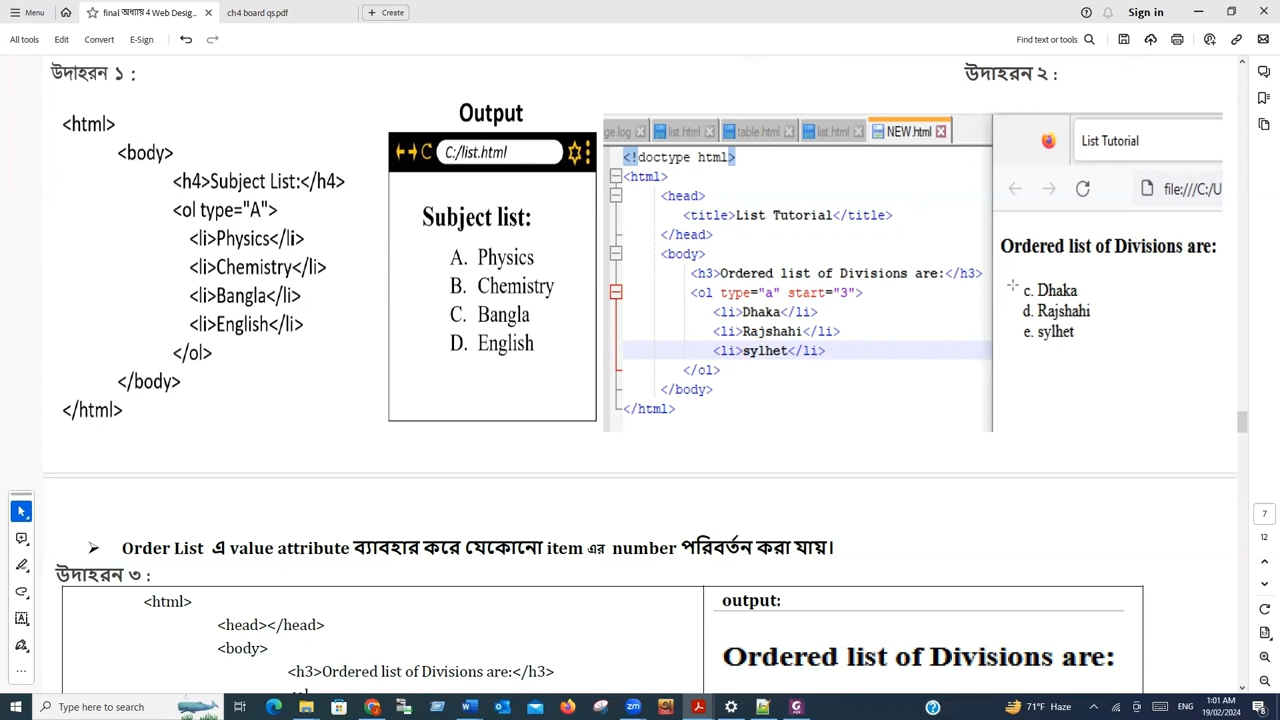 Menu
final অধ্যায় 4 Web Desig...
ch4 board qs.pdf
+ Create
Sign in
All tools
Edit
Convert
E-Sign
Find text or tools
উদাহরন ১ :
<html>
<body>
<h4>Subject List:</h4>
<ol type="A">
<li>Physics</li>
<li>Chemistry</li>
<li>Bangla</li>
<li>English</li>
</ol>
</body>
</html>
Output
C:/list.html
Subject list:
A. Physics
B. Chemistry
C. Bangla
D. English
উদাহরন ২ :
ge.log
list.html
table.html
list.html
NEW.html
<!doctype html>
<html>
<head>
<title>List Tutorial</title>
</head>
<body>
<h3>Ordered list of Divisions are:</h3>
<ol type="a" start="3">
<li>Dhaka</li>
<li>Rajshahi</li>
<li>sylhet</li>
</ol>
</body>
</html>
List Tutorial
file:///C:/U
Ordered list of Divisions are:
c. Dhaka
d. Rajshahi
e. sylhet
➢ Order List এ value attribute ব্যাবহার করে যেকোনো item এর number পরিবর্তন করা যায়।
উদাহরন ৩ :
<html>
<head></head>
<body>
<h3>Ordered list of Divisions are:</h3>
output:
Ordered list of Divisions are:
7
12
Type here to search
71°F Haze
1:01 AM
19/02/2024